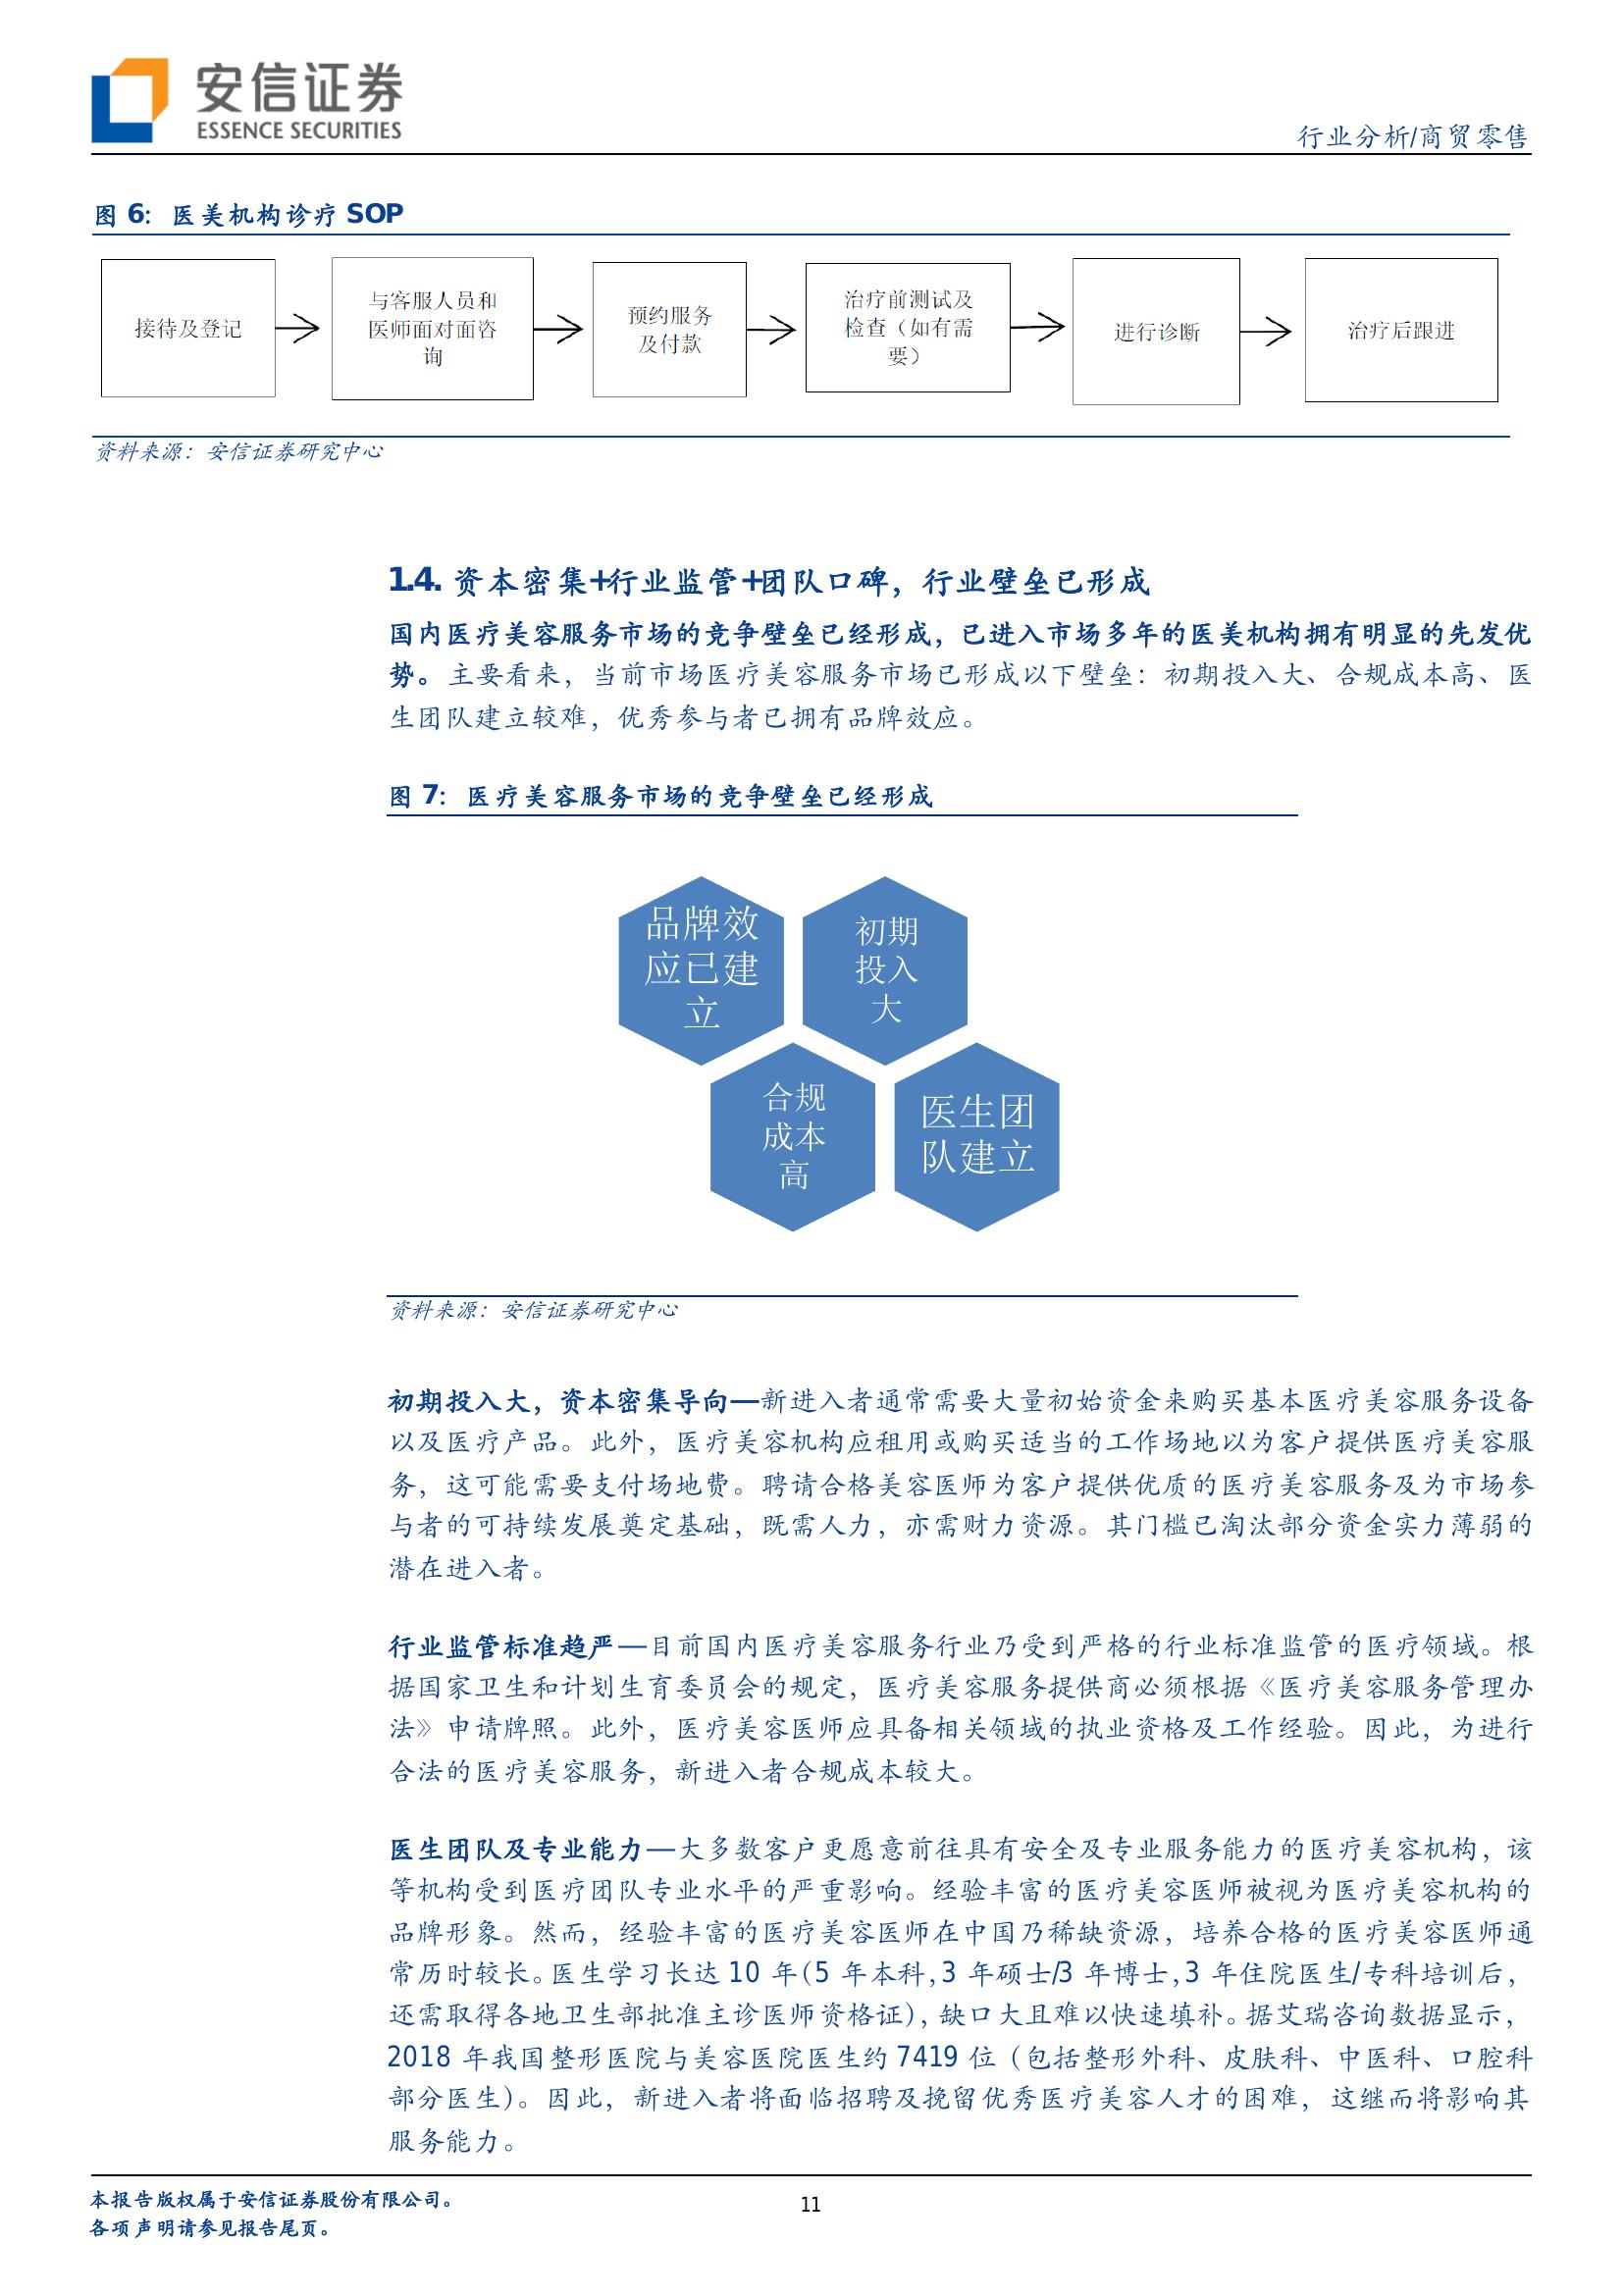 安信证券
ESSENCE SECURITIES
行业分析/商贸零售
图 6：医美机构诊疗 SOP
接待及登记
与客服人员和
医师面对面咨
询
预约服务
及付款
治疗前测试及
检查（如有需
要）
进行诊断
治疗后跟进
资料来源：安信证券研究中心
1.4. 资本密集+行业监管+团队口碑，行业壁垒已形成
国内医疗美容服务市场的竞争壁垒已经形成，已进入市场多年的医美机构拥有明显的先发优
势。主要看来，当前市场医疗美容服务市场已形成以下壁垒：初期投入大、合规成本高、医
生团队建立较难，优秀参与者已拥有品牌效应。
图 7：医疗美容服务市场的竞争壁垒已经形成
品牌效
应已建
立
初期
投入
大
合规
成本
高
医生团
队建立
资料来源：安信证券研究中心
初期投入大，资本密集导向—新进入者通常需要大量初始资金来购买基本医疗美容服务设备
以及医疗产品。此外，医疗美容机构应租用或购买适当的工作场地以为客户提供医疗美容服
务，这可能需要支付场地费。聘请合格美容医师为客户提供优质的医疗美容服务及为市场参
与者的可持续发展奠定基础，既需人力，亦需财力资源。其门槛已淘汰部分资金实力薄弱的
潜在进入者。
行业监管标准趋严—目前国内医疗美容服务行业乃受到严格的行业标准监管的医疗领域。根
据国家卫生和计划生育委员会的规定，医疗美容服务提供商必须根据《医疗美容服务管理办
法》申请牌照。此外，医疗美容医师应具备相关领域的执业资格及工作经验。因此，为进行
合法的医疗美容服务，新进入者合规成本较大。
医生团队及专业能力—大多数客户更愿意前往具有安全及专业服务能力的医疗美容机构，该
等机构受到医疗团队专业水平的严重影响。经验丰富的医疗美容医师被视为医疗美容机构的
品牌形象。然而，经验丰富的医疗美容医师在中国乃稀缺资源，培养合格的医疗美容医师通
常历时较长。医生学习长达 10 年（5 年本科，3 年硕士/3 年博士，3 年住院医生/专科培训后，
还需取得各地卫生部批准主诊医师资格证），缺口大且难以快速填补。据艾瑞咨询数据显示，
2018 年我国整形医院与美容医院医生约 7419 位（包括整形外科、皮肤科、中医科、口腔科
部分医生）。因此，新进入者将面临招聘及挽留优秀医疗美容人才的困难，这继而将影响其
服务能力。
本报告版权属于安信证券股份有限公司。
各项声明请参见报告尾页。
11